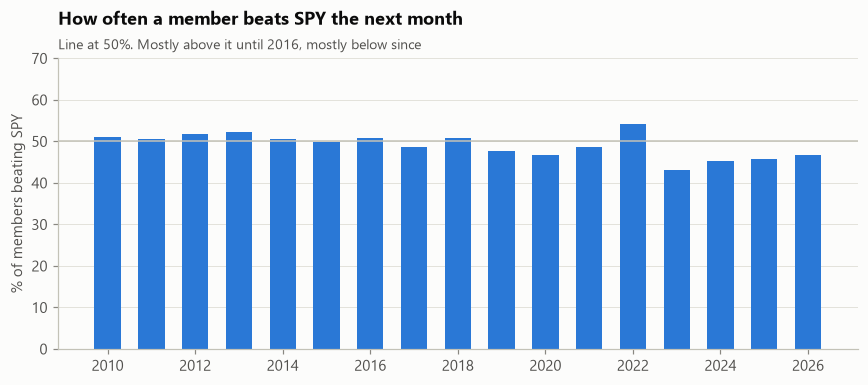 How often a member beats SPY the next month
Line at 50%. Mostly above it until 2016, mostly below since
% of members beating SPY
70
60
50
40
30
20
10
0
2010 2012 2014 2016 2018 2020 2022 2024 2026